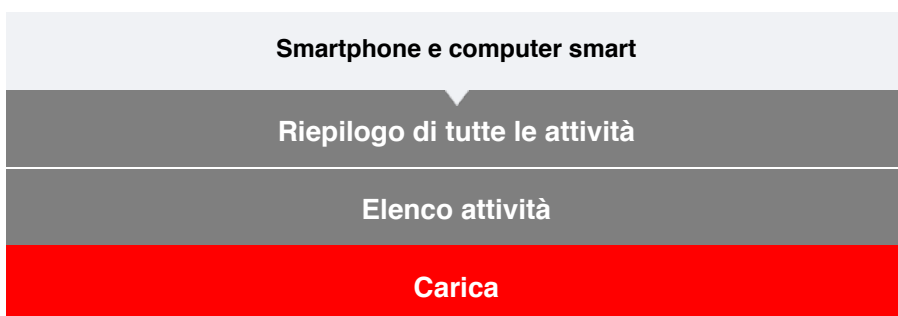 Smartphone e computer smart
Riepilogo di tutte le attività
Elenco attività
Carica